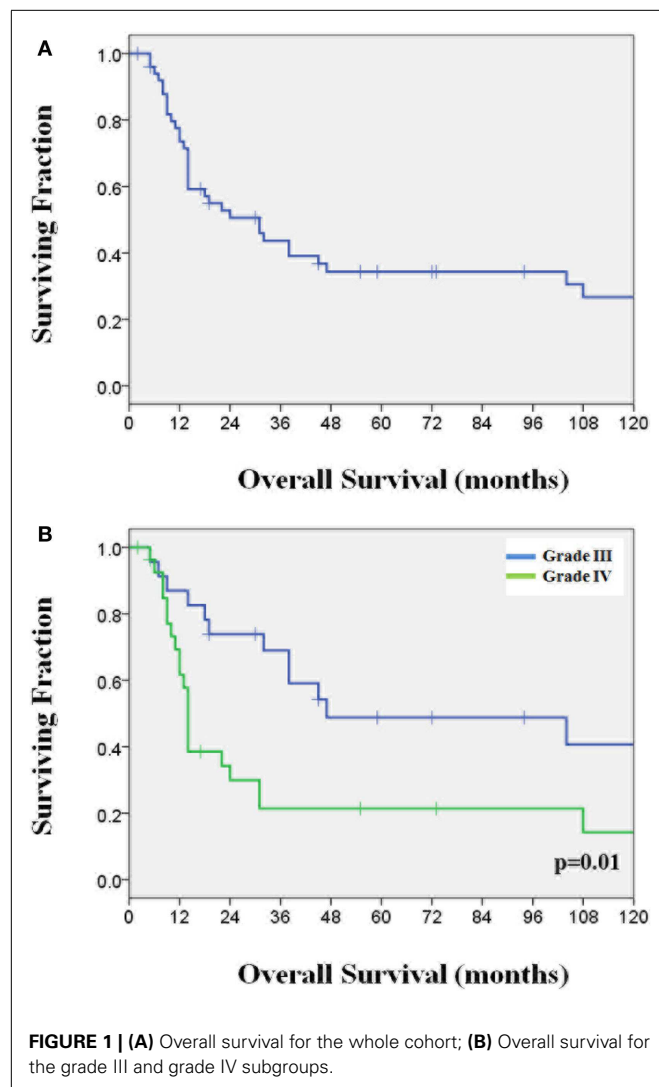 A
1.0
0.8
0.6
0.4
0.2
0.0
Surviving Fraction
0 12 24 36 48 60 72 84 96 108 120
Overall Survival (months)
B
Grade III
Grade IV
1.0
0.8
0.6
0.4
0.2
0.0
Surviving Fraction
p=0.01
0 12 24 36 48 60 72 84 96 108 120
Overall Survival (months)
FIGURE 1 | (A) Overall survival for the whole cohort; (B) Overall survival for
the grade III and grade IV subgroups.